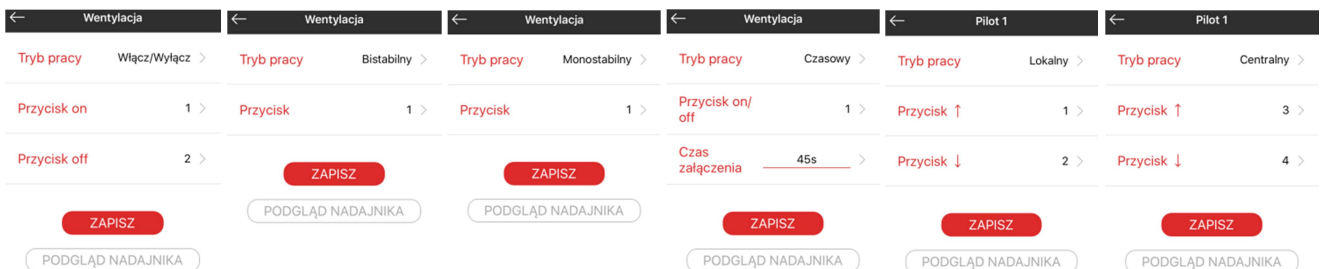 ← Wentylacja
Tryb pracy Włącz/Wyłącz >
Przycisk on 1 >
Przycisk off 2 >
ZAPISZ
PODGLĄD NADAJNIKA
← Wentylacja
Tryb pracy Bistabilny >
Przycisk 1 >
ZAPISZ
PODGLĄD NADAJNIKA
← Wentylacja
Tryb pracy Monostabilny >
Przycisk 1 >
ZAPISZ
PODGLĄD NADAJNIKA
← Wentylacja
Tryb pracy Czasowy >
Przycisk on/
off 1 >
Czas
załączenia 45s >
ZAPISZ
PODGLĄD NADAJNIKA
← Pilot 1
Tryb pracy Lokalny >
Przycisk ↑ 1 >
Przycisk ↓ 2 >
ZAPISZ
PODGLĄD NADAJNIKA
← Pilot 1
Tryb pracy Centralny >
Przycisk ↑ 3 >
Przycisk ↓ 4 >
ZAPISZ
PODGLĄD NADAJNIKA